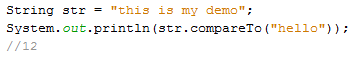 String str = "this is my demo";
System.out.println(str.compareTo("hello"));
//12